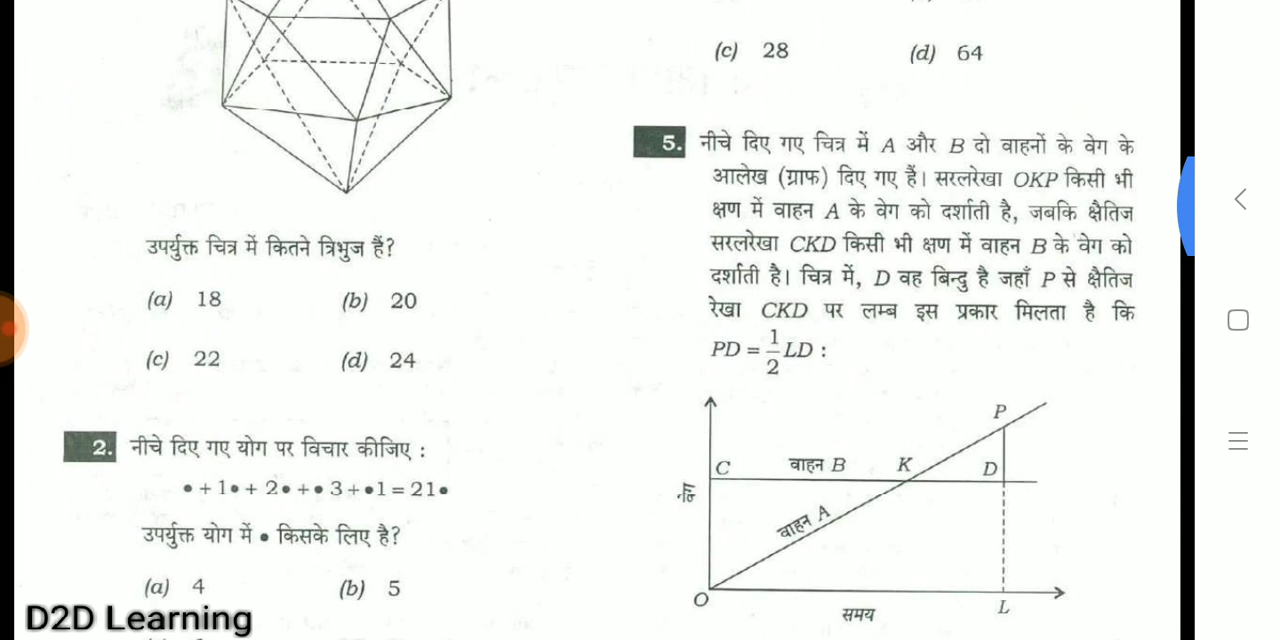 उपर्युक्त चित्र में कितने त्रिभुज हैं?
(a) 18 (b) 20
(c) 22 (d) 24
2. नीचे दिए गए योग पर विचार कीजिए :
• + 1• + 2• + • 3 + •1 = 21•
उपर्युक्त योग में • किसके लिए है?
(a) 4 (b) 5
D2D Learning
(c) 28 (d) 64
5. नीचे दिए गए चित्र में A और B दो वाहनों के वेग के
आलेख (ग्राफ) दिए गए हैं। सरलरेखा OKP किसी भी
क्षण में वाहन A के वेग को दर्शाती है, जबकि क्षैतिज
सरलरेखा CKD किसी भी क्षण में वाहन B के वेग को
दर्शाती है। चित्र में, D वह बिन्दु है जहाँ P से क्षैतिज
रेखा CKD पर लम्ब इस प्रकार मिलता है कि
PD = 1/2 LD :
P
C वाहन B K D
वेग
वाहन A
O
समय
L